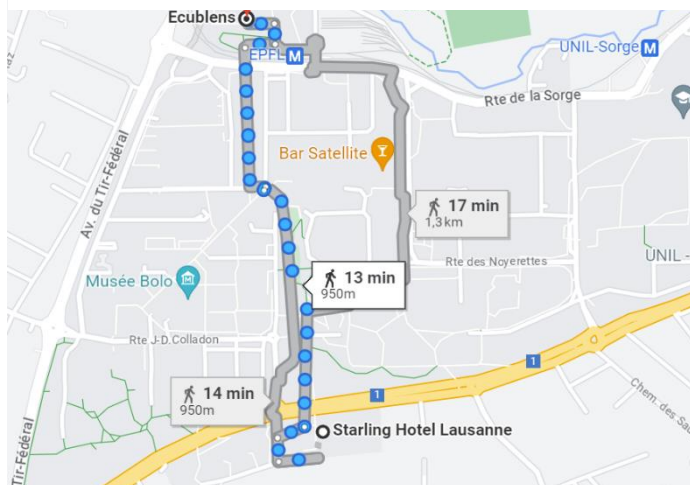 Ecublens
EPFL M
UNIL-Sorge M
Rte de la Sorge
Av. du Tir-Fédéral
Bar Satellite
17 min
1,3 km
Rte des Noyerettes
UNIL -
Musée Bolo
13 min
950m
Rte J-D.Colladon
1
14 min
950m
1
Starling Hotel Lausanne
Chem. des Sa
Tir-Fédéral